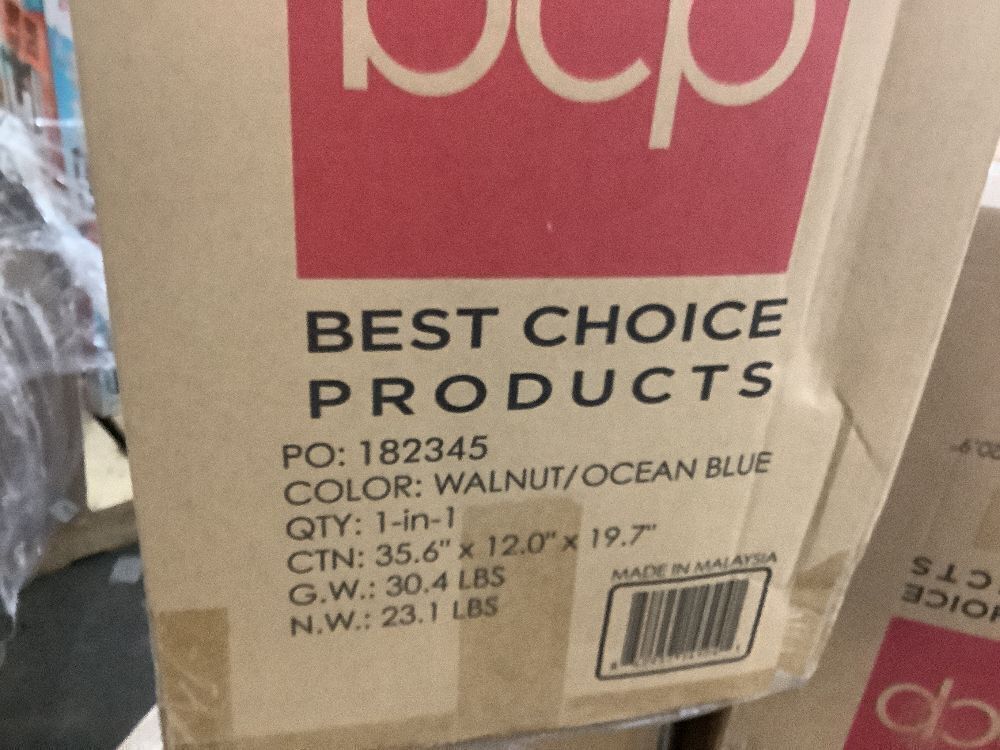 bcp
BEST CHOICE
PRODUCTS
PO: 182345
COLOR: WALNUT/OCEAN BLUE
QTY: 1-in-1
CTN: 35.6" x 12.0" x 19.7"
G.W.: 30.4 LBS
N.W.: 23.1 LBS
MADE IN MALAYSIA